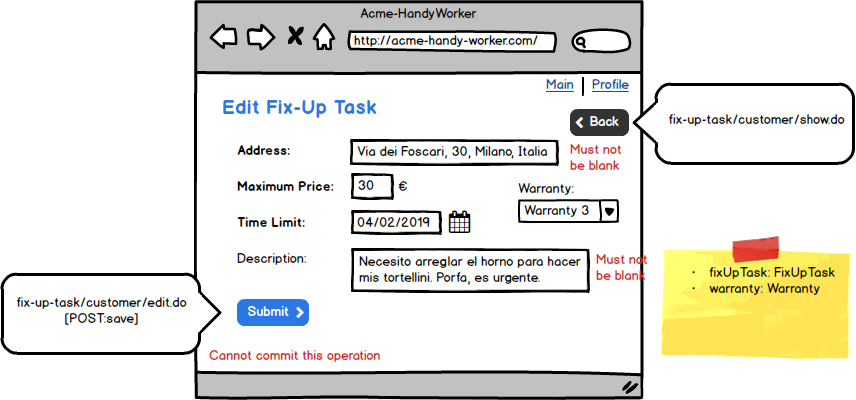 Acme-HandyWorker
http://acme-handy-worker.com/
Main Profile
Edit Fix-Up Task
Back
fix-up-task/customer/show.do
Address:
Via dei Foscari, 30, Milano, Italia
Must not
be blank
Maximum Price:
30 €
Warranty:
Warranty 3
Time Limit:
04/02/2019
Description:
Necesito arreglar el horno para hacer
mis tortellini. Porfa, es urgente.
Must not
be blank
• fixUpTask: FixUpTask
• warranty: Warranty
fix-up-task/customer/edit.do
[POST:save]
Submit
Cannot commit this operation